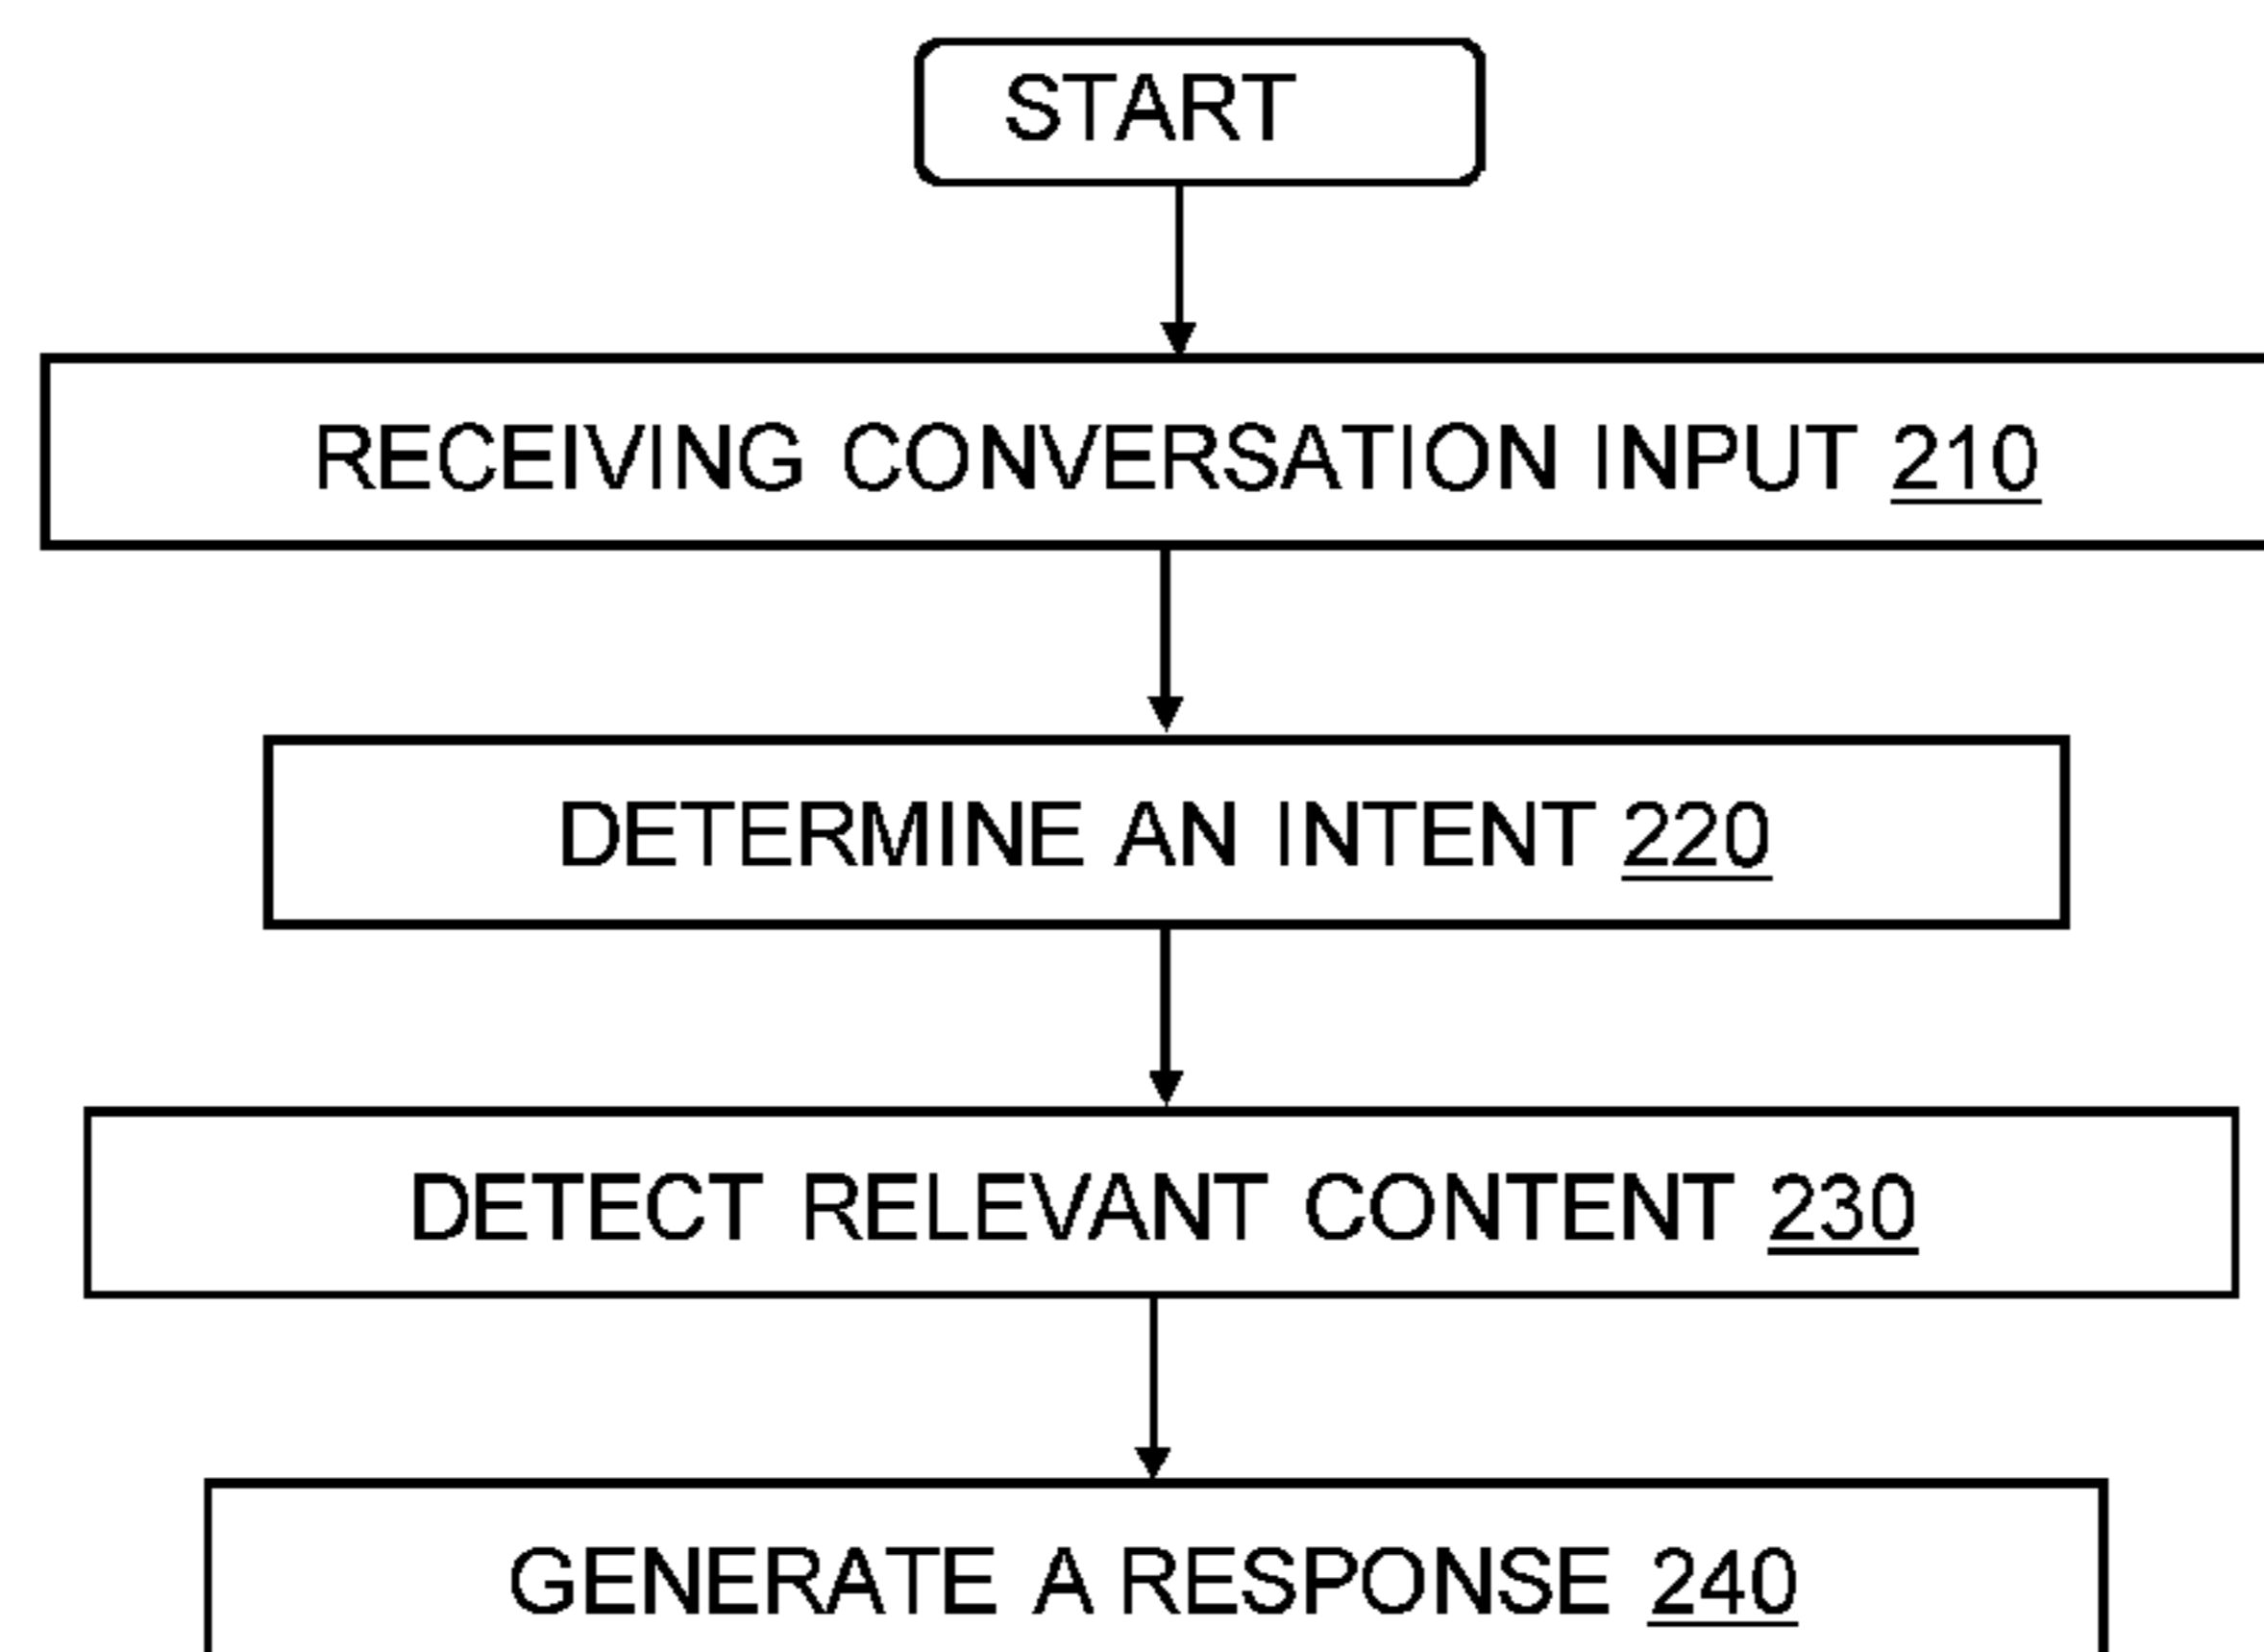 START
RECEIVING CONVERSATION INPUT 210
DETERMINE AN INTENT 220
DETECT RELEVANT CONTENT 230
GENERATE A RESPONSE 240